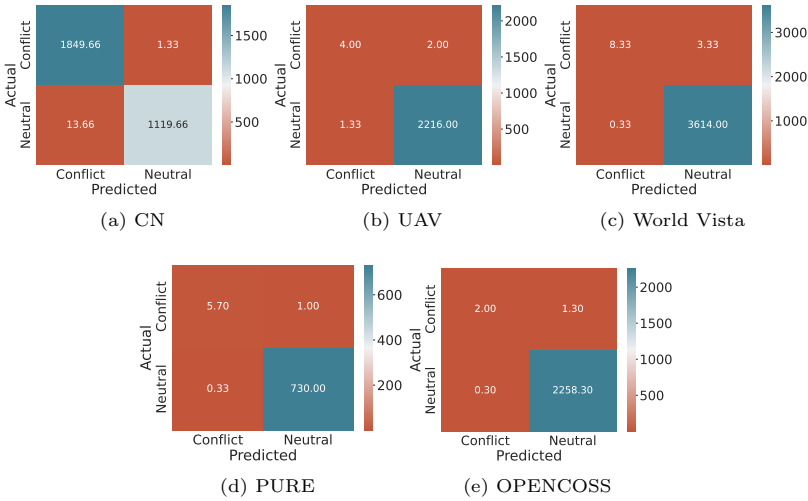 Actual
Conflict
Neutral
1849.66 1.33
13.66 1119.66
1500
1000
500
Conflict Neutral
Predicted
(a) CN
Actual
Conflict
Neutral
4.00 2.00
1.33 2216.00
2000
1500
1000
500
Conflict Neutral
Predicted
(b) UAV
Actual
Conflict
Neutral
8.33 3.33
0.33 3614.00
3000
2000
1000
Conflict Neutral
Predicted
(c) World Vista
Actual
Conflict
Neutral
5.70 1.00
0.33 730.00
600
400
200
Conflict Neutral
Predicted
(d) PURE
Actual
Conflict
Neutral
2.00 1.30
0.30 2258.30
2000
1500
1000
500
Conflict Neutral
Predicted
(e) OPENCOSS